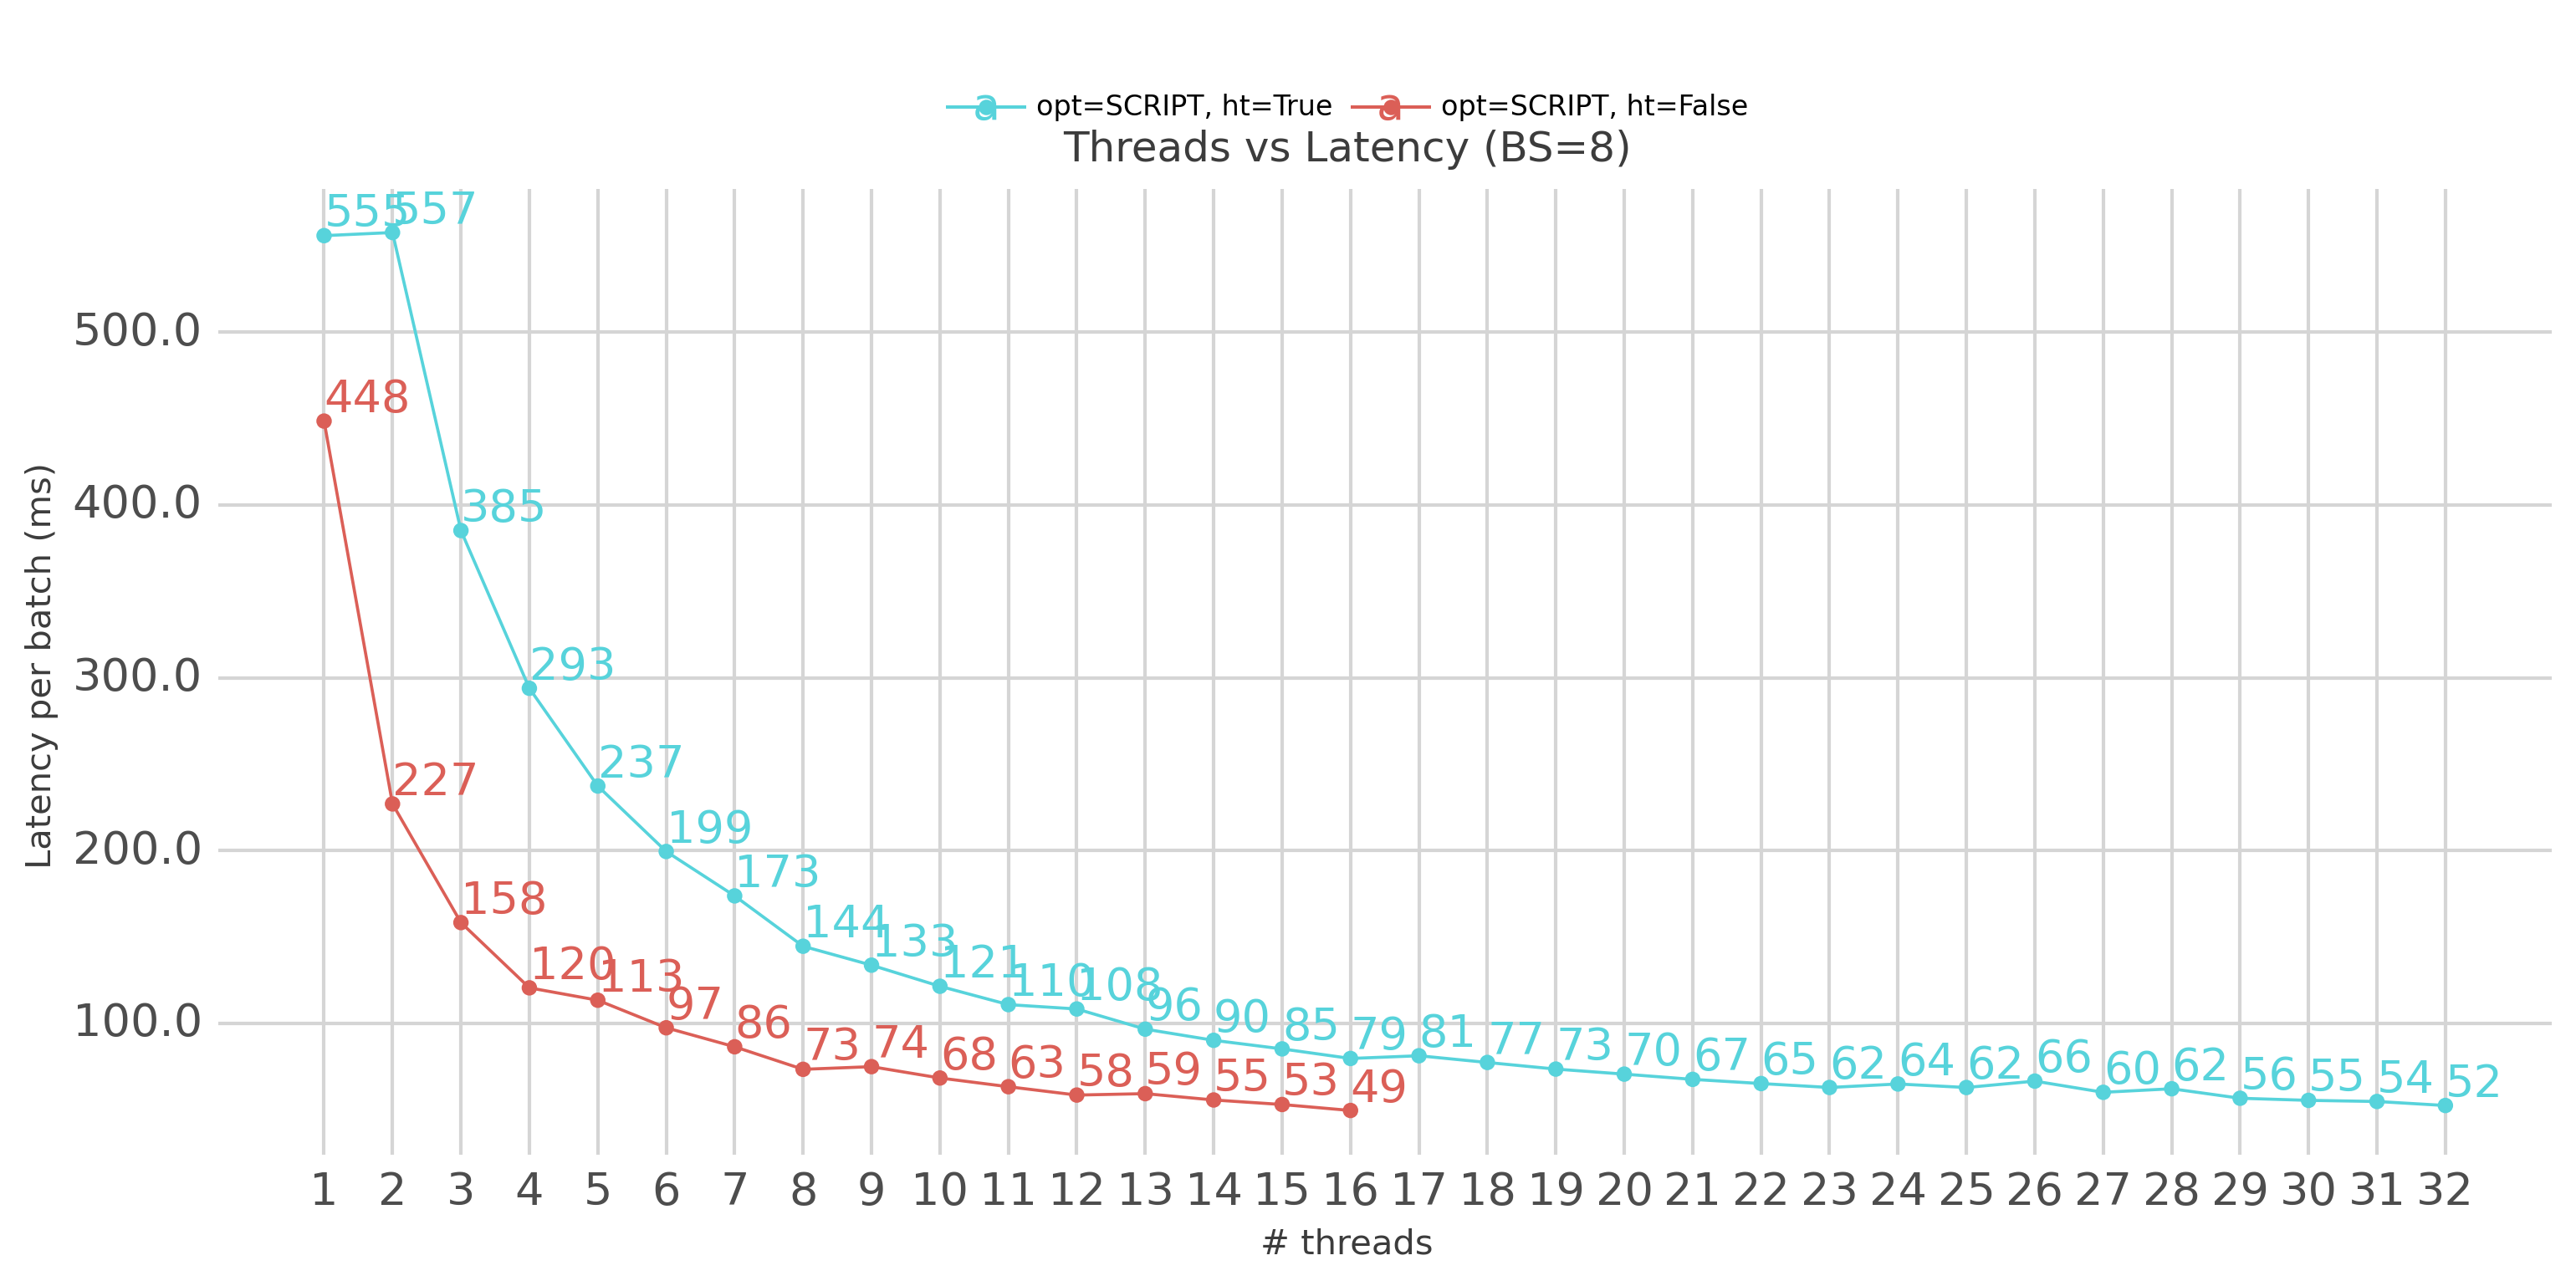 a opt=SCRIPT, ht=True a opt=SCRIPT, ht=False
Threads vs Latency (BS=8)
Latency per batch (ms)
500.0
400.0
300.0
200.0
100.0
555 557 385 293 237 199 173 144 133 121 110 108 96 90 85 79 81 77 73 70 67 65 62 64 62 66 60 62 56 55 54 52
448 227 158 120 113 97 86 73 74 68 63 58 59 55 53 49
1 2 3 4 5 6 7 8 9 10 11 12 13 14 15 16 17 18 19 20 21 22 23 24 25 26 27 28 29 30 31 32
# threads